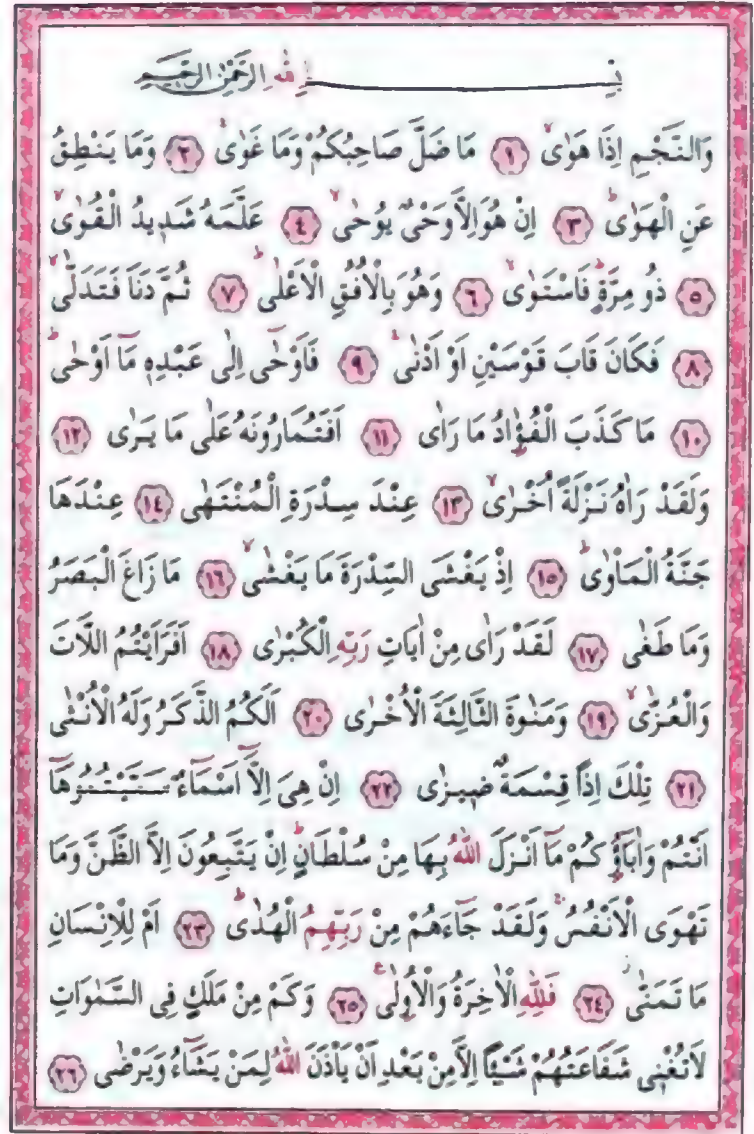 بِسْــــــــــــمِ اللهِ الرَّحْمٰنِ الرَّحِيمِ
وَالنَّجْمِ اِذَا هَوٰىۙ ﴿١﴾ مَا ضَلَّ صَاحِبُكُمْ وَمَا غَوٰىۚ ﴿٢﴾ وَمَا يَنْطِقُ
عَنِ الْهَوٰىۜ ﴿٣﴾ اِنْ هُوَ اِلَّا وَحْىٌ يُوحٰىۙ ﴿٤﴾ عَلَّمَهُ شَد۪يدُ الْقُوٰىۙ
﴿٥﴾ ذُو مِرَّةٍۜ فَاسْتَوٰىۙ ﴿٦﴾ وَهُوَ بِالْاُفُقِ الْاَعْلٰىۜ ﴿٧﴾ ثُمَّ دَنَا فَتَدَلّٰىۙ
﴿٨﴾ فَكَانَ قَابَ قَوْسَيْنِ اَوْ اَدْنٰىۚ ﴿٩﴾ فَاَوْحٰٓى اِلٰى عَبْدِه۪ مَٓا اَوْحٰىۜ
﴿١٠﴾ مَا كَذَبَ الْفُؤٰادُ مَا رَاٰى ﴿١١﴾ اَفَتُمَارُونَهُ عَلٰى مَا يَرٰى ﴿١٢﴾
وَلَقَدْ رَاٰهُ نَزْلَةً اُخْرٰىۙ ﴿١٣﴾ عِنْدَ سِدْرَةِ الْمُنْتَهٰى ﴿١٤﴾ عِنْدَهَا
جَنَّةُ الْمَاْوٰىۜ ﴿١٥﴾ اِذْ يَغْشَى السِّدْرَةَ مَا يَغْشٰىۙ ﴿١٦﴾ مَا زَاغَ الْبَصَرُ
وَمَا طَغٰى ﴿١٧﴾ لَقَدْ رَاٰى مِنْ اٰيَاتِ رَبِّهِ الْكُبْرٰى ﴿١٨﴾ اَفَرَاَيْتُمُ اللَّاتَ
وَالْعُزّٰىۙ ﴿١٩﴾ وَمَنٰوةَ الثَّالِثَةَ الْاُخْرٰى ﴿٢٠﴾ اَلَكُمُ الذَّكَرُ وَلَهُ الْاُنْثٰى
﴿٢١﴾ تِلْكَ اِذًا قِسْمَةٌ ض۪يزٰى ﴿٢٢﴾ اِنْ هِىَ اِلَّٓا اَسْمَٓاءٌ سَمَّيْتُمُوهَٓا
اَنْتُمْ وَاٰبَٓاؤُ۬كُمْ مَٓا اَنْزَلَ اللهُ بِهَا مِنْ سُلْطَانٍۜ اِنْ يَتَّبِعُونَ اِلَّا الظَّنَّ وَمَا
تَهْوَى الْاَنْفُسُۚ وَلَقَدْ جَٓاءَهُمْ مِنْ رَبِّهِمُ الْهُدٰىۜ ﴿٢٣﴾ اَمْ لِلْاِنْسَانِ
مَا تَمَنّٰىۘ ﴿٢٤﴾ فَلِلّٰهِ الْاٰخِرَةُ وَالْاُو۫لٰى۟ ﴿٢٥﴾ وَكَمْ مِنْ مَلَكٍ فِى السَّمٰوَاتِ
لَا تُغْن۪ى شَفَاعَتُهُمْ شَيْـًٔا اِلَّا مِنْ بَعْدِ اَنْ يَاْذَنَ اللهُ لِمَنْ يَشَٓاءُ وَيَرْضٰى ﴿٢٦﴾